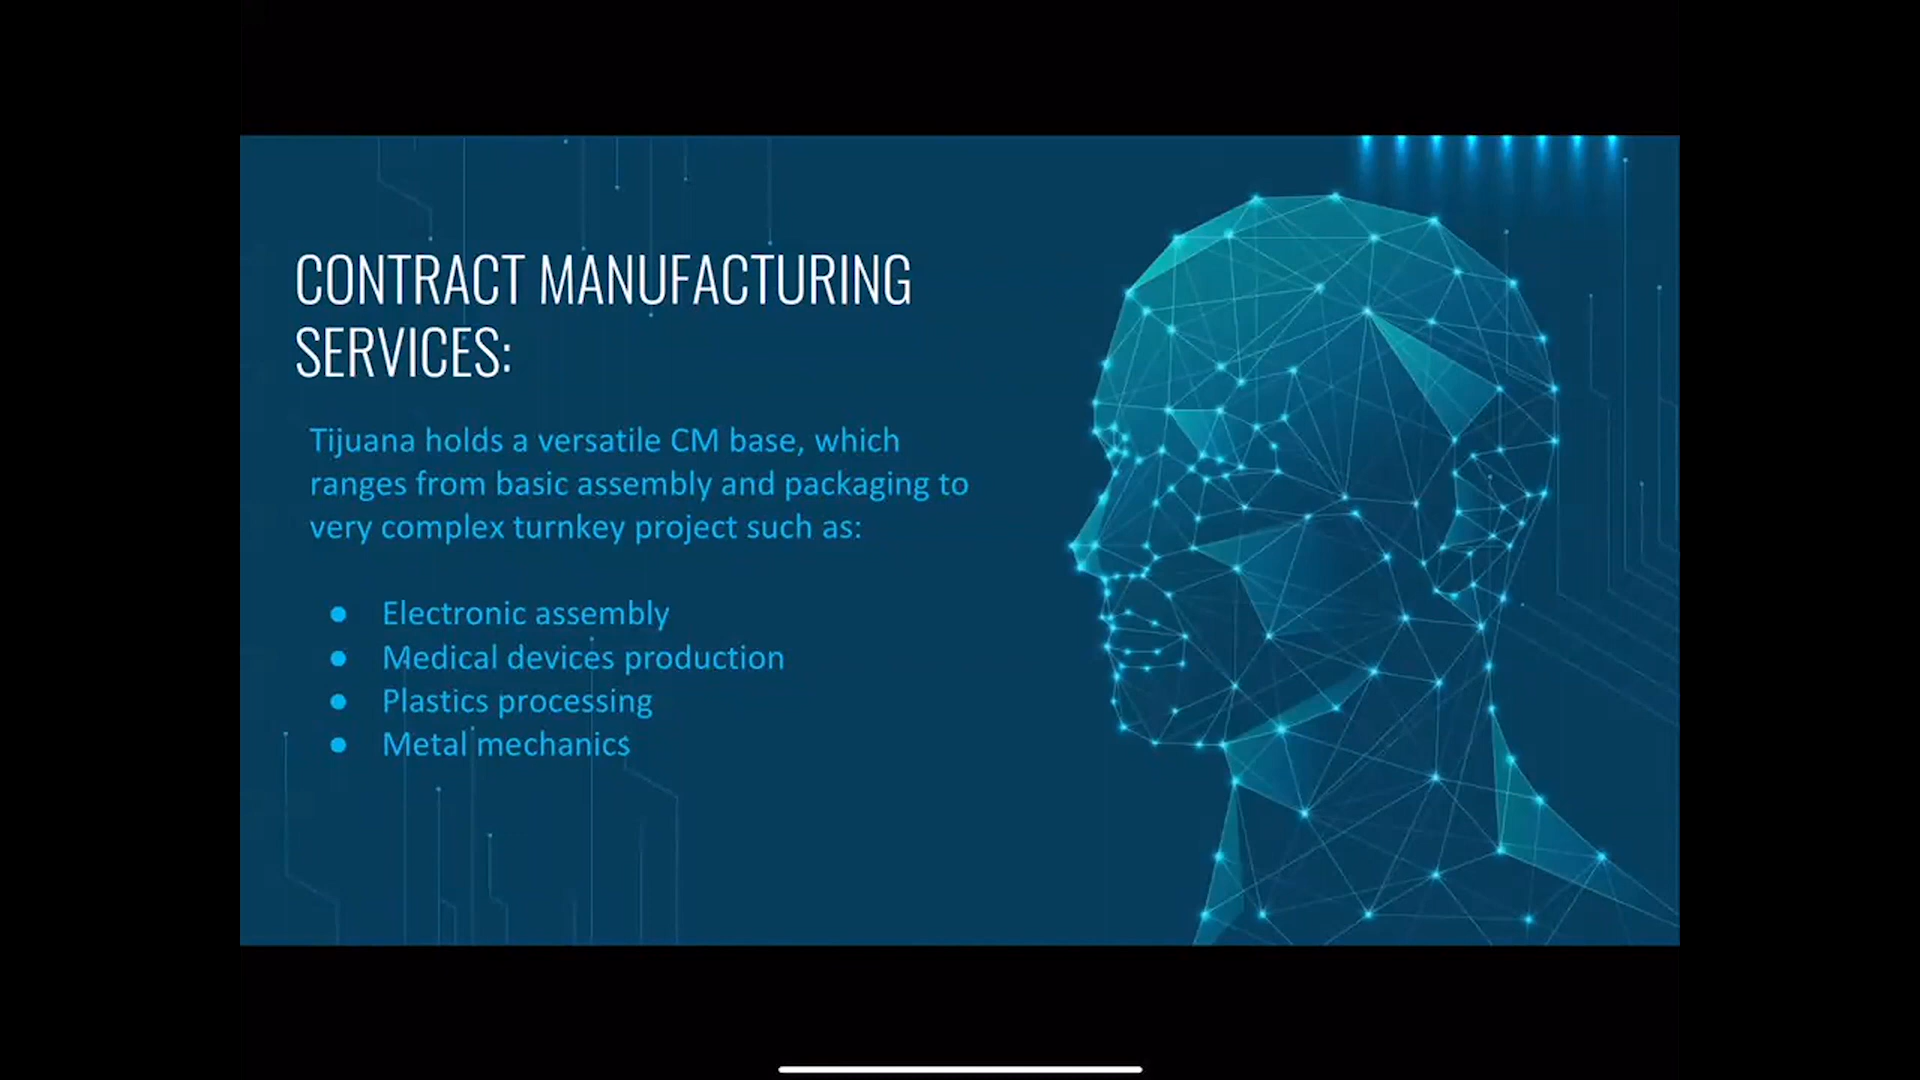 CONTRACT MANUFACTURING
SERVICES:
Tijuana holds a versatile CM base, which
ranges from basic assembly and packaging to
very complex turnkey project such as:
● Electronic assembly
● Medical devices production
● Plastics processing
● Metal mechanics